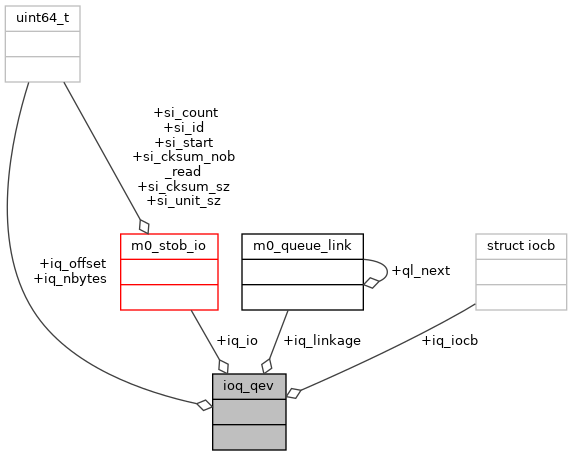 uint64_t
+si_count
+si_id
+si_start
+si_cksum_nob
_read
+si_cksum_sz
+si_unit_sz
m0_stob_io
m0_queue_link
struct iocb
+iq_offset
+iq_nbytes
+ql_next
+iq_io
+iq_linkage
+iq_iocb
ioq_qev